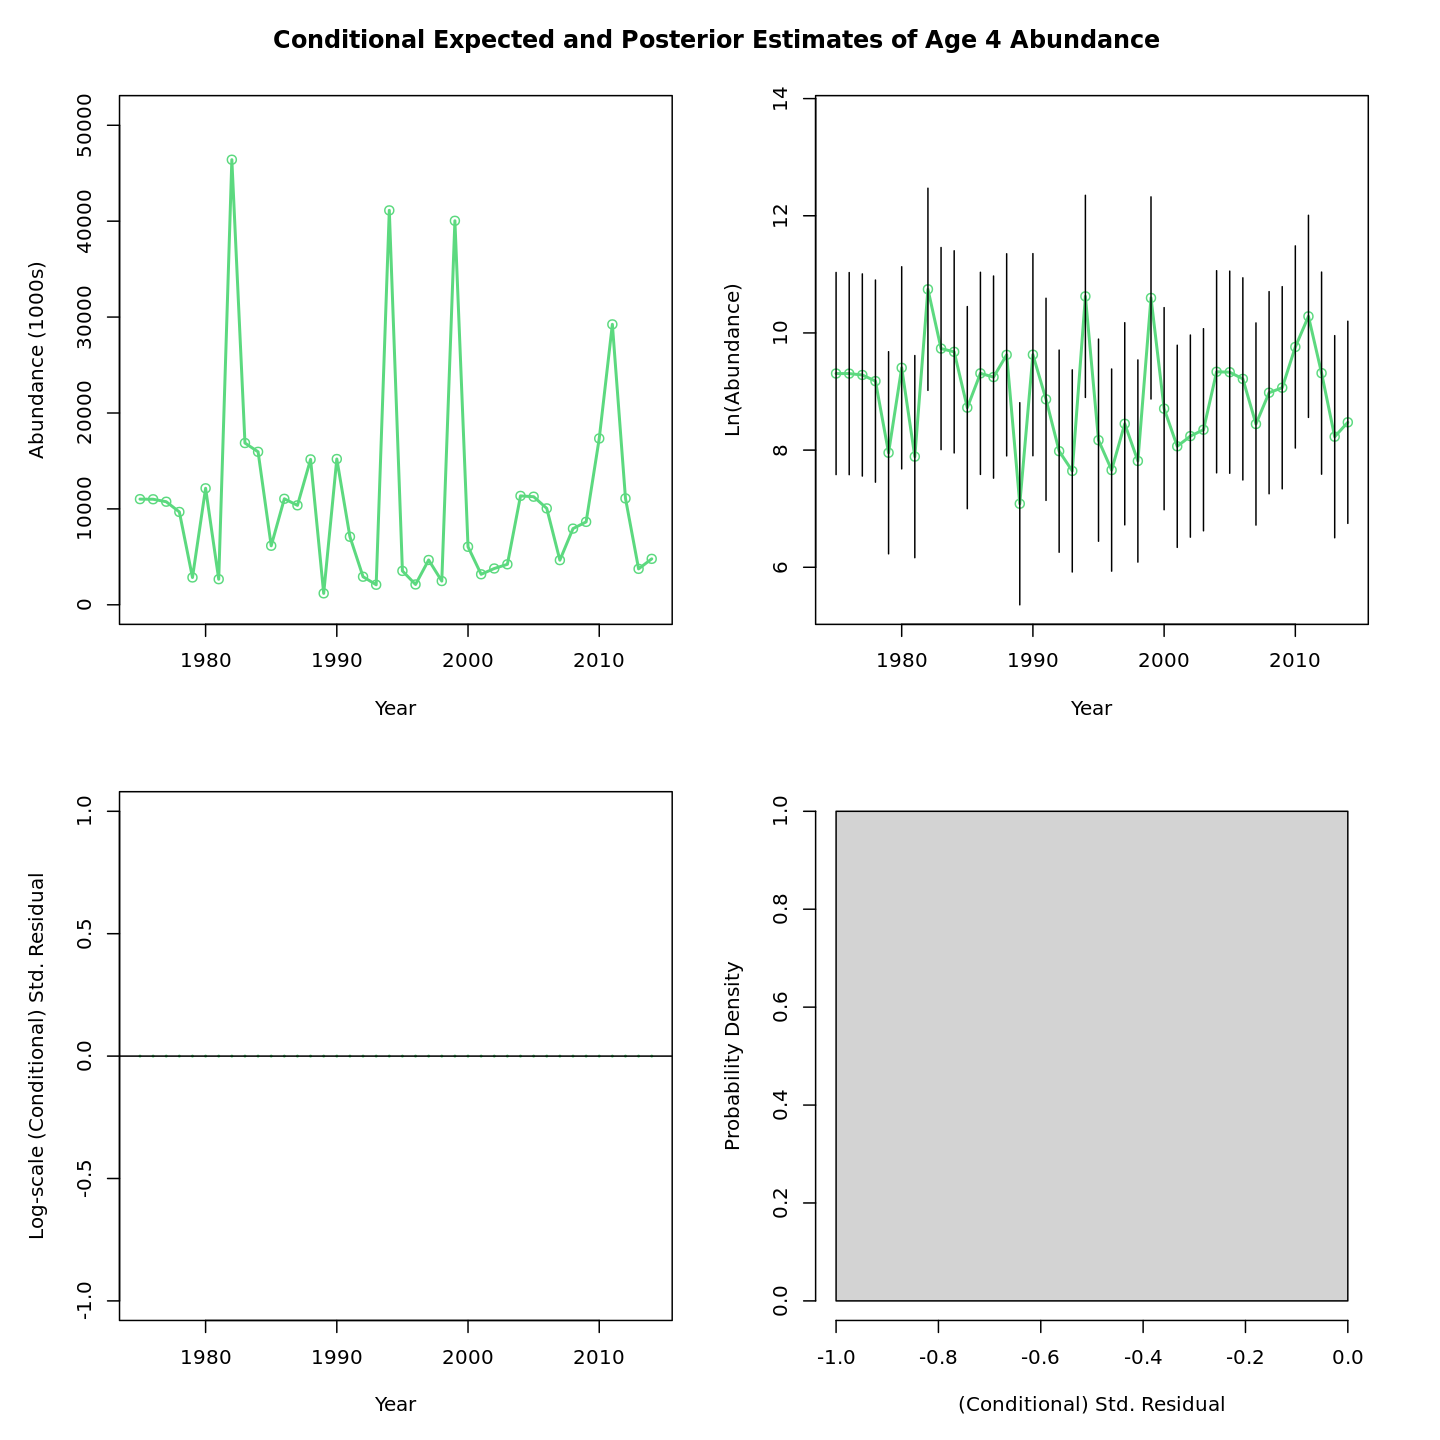 Conditional Expected and Posterior Estimates of Age 4 Abundance
Abundance (1000s)
50000
40000
30000
20000
10000
0
1980 1990 2000 2010
Year
Ln(Abundance)
14
12
10
8
6
1980 1990 2000 2010
Year
Log-scale (Conditional) Std. Residual
1.0
0.5
0.0
-0.5
-1.0
1980 1990 2000 2010
Year
Probability Density
1.0
0.8
0.6
0.4
0.2
0.0
-1.0 -0.8 -0.6 -0.4 -0.2 0.0
(Conditional) Std. Residual